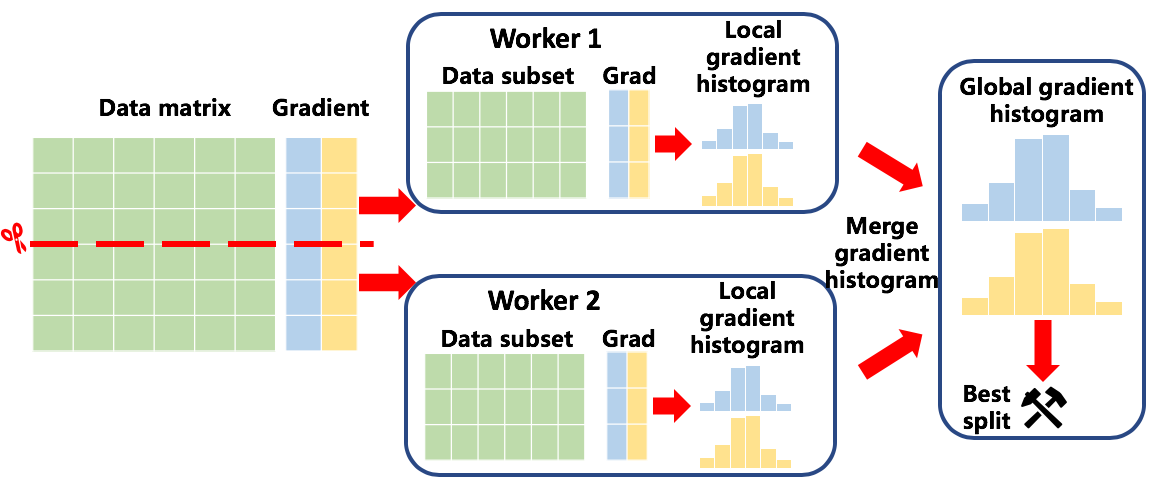 Data matrix
Gradient
Worker 1
Data subset
Grad
Local
gradient
histogram
Worker 2
Data subset
Grad
Local
gradient
histogram
Merge
gradient
histogram
Global gradient
histogram
Best
split